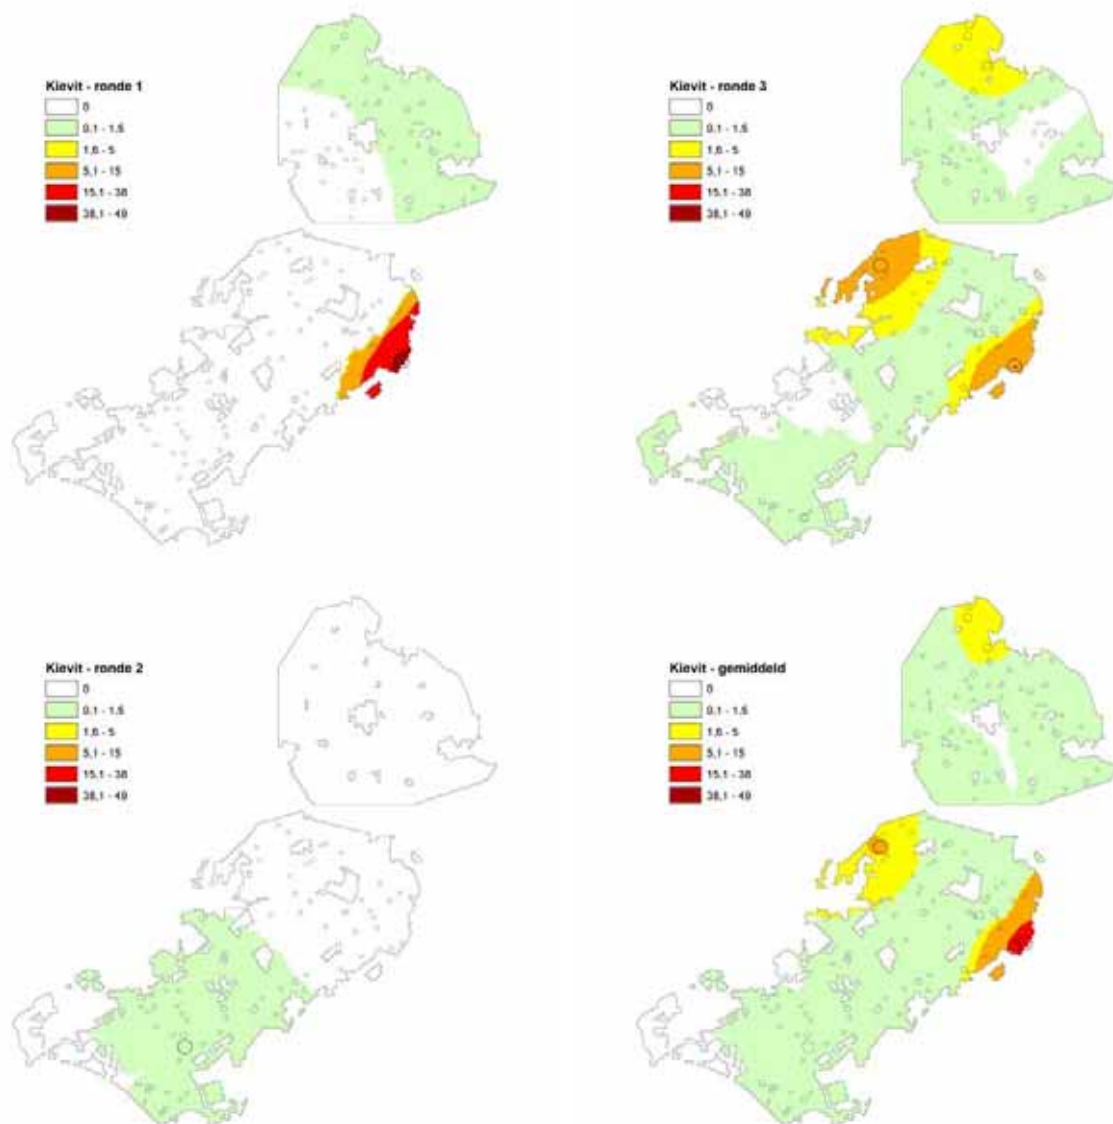 Kievit - ronde 1
0
0,1 - 1,5
1,6 - 5
5,1 - 15
15,1 - 38
38,1 - 49
Kievit - ronde 3
0
0,1 - 1,5
1,6 - 5
5,1 - 15
15,1 - 38
38,1 - 49
Kievit - ronde 2
0
0,1 - 1,5
1,6 - 5
5,1 - 15
15,1 - 38
38,1 - 49
Kievit - gemiddeld
0
0,1 - 1,5
1,6 - 5
5,1 - 15
15,1 - 38
38,1 - 49